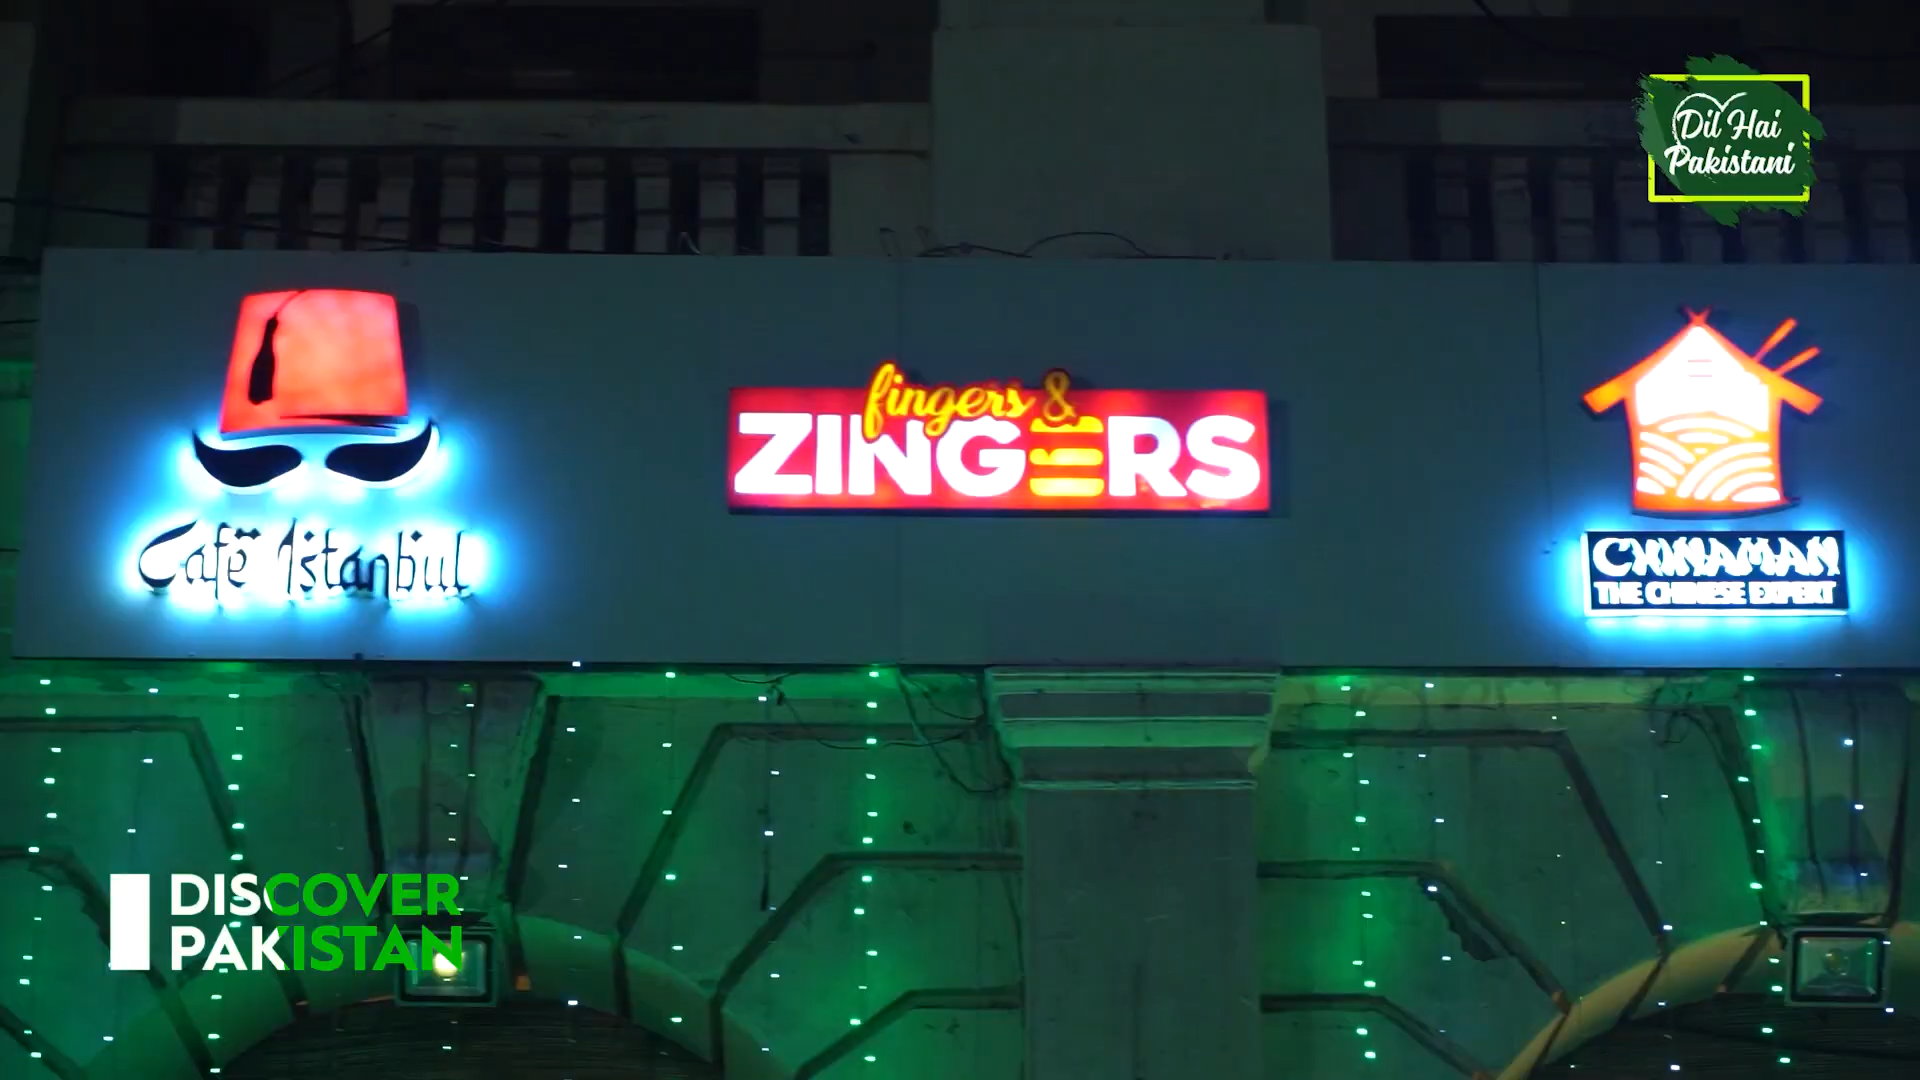 Dil Hai
Pakistani
Café Istanbul
fingers &
ZINGERS
CHINAMAN
THE CHINESE EXPERT
DISCOVER
PAKISTAN